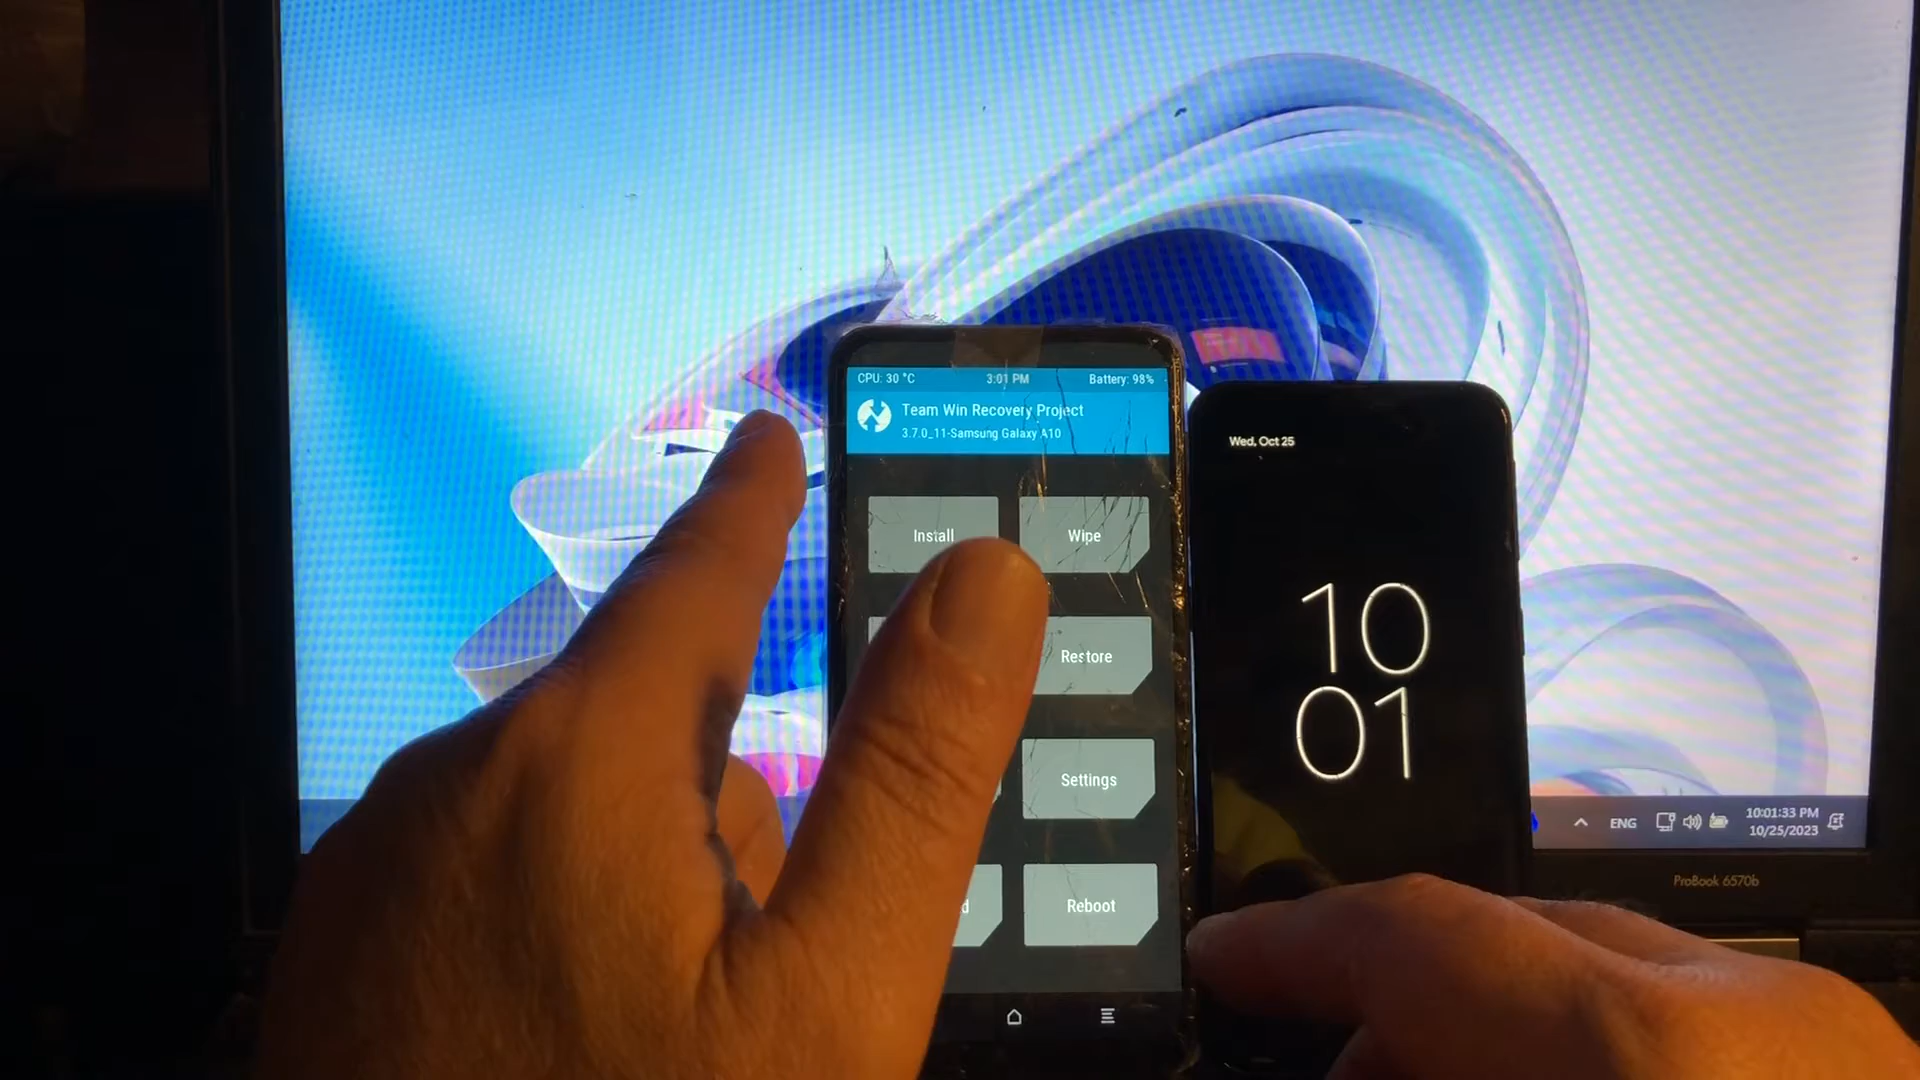 CPU: 30 °C 3:01 PM Battery: 98%
Team Win Recovery Project
3.7.0_11-Samsung Galaxy A10
Install Wipe
Restore
Settings
Reboot
Wed, Oct 25
10
01
ENG
10:01:33 PM
10/25/2023
ProBook 6570b